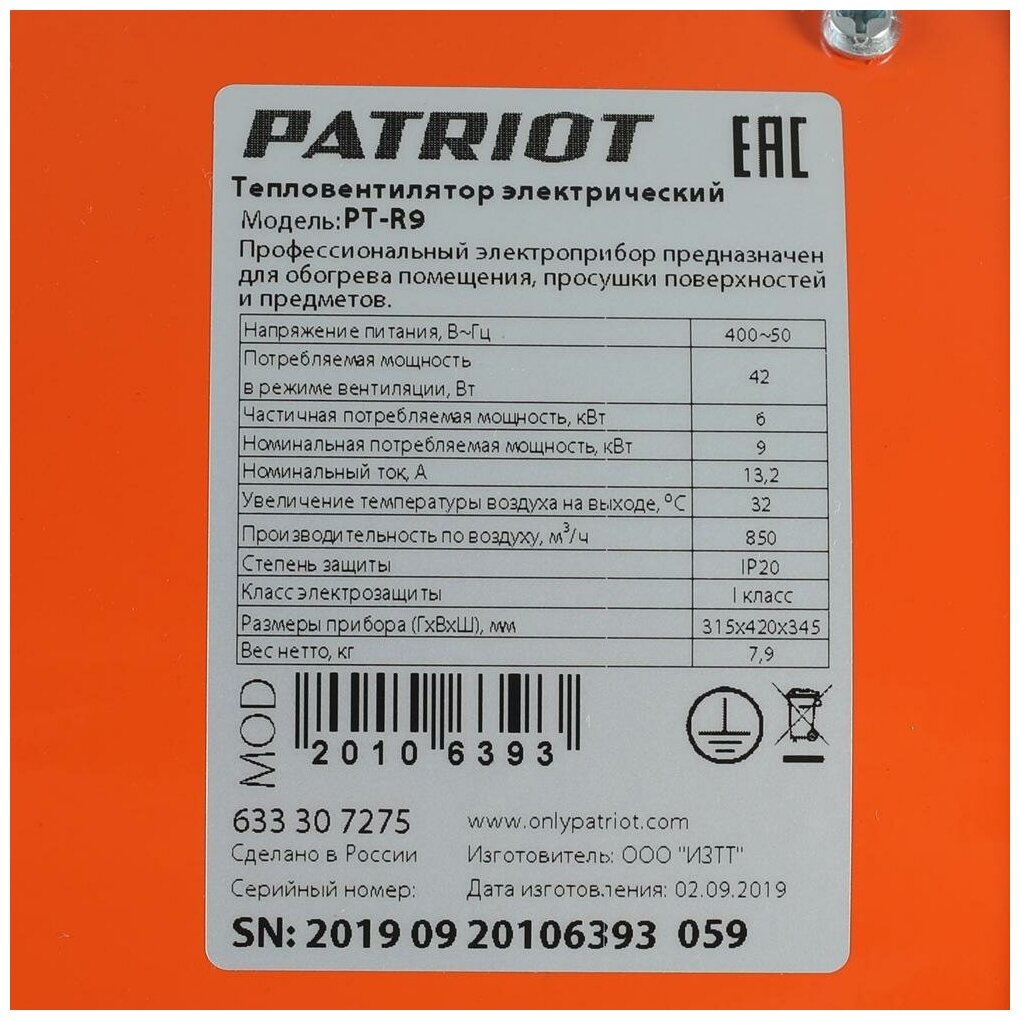 PATRIOT
EAC
Тепловентилятор электрический
Модель: PT-R9
Профессиональный электроприбор предназначен
для обогрева помещения, просушки поверхностей
и предметов.
Напряжение питания, В~Гц 400~50
Потребляемая мощность
в режиме вентиляции, Вт 42
Частичная потребляемая мощность, кВт 6
Номинальная потребляемая мощность, кВт 9
Номинальный ток, А 13,2
Увеличение температуры воздуха на выходе, °С 32
Производительность по воздуху, м³/ч 850
Степень защиты IP20
Класс электрозащиты I класс
Размеры прибора (ГхВхШ), мм 315х420х345
Вес нетто, кг 7,9
MOD
2010 6393
633 30 7275 www.onlypatriot.com
Сделано в России Изготовитель: ООО "ИЗТТ"
Серийный номер: Дата изготовления: 02.09.2019
SN: 2019 09 20106393 059